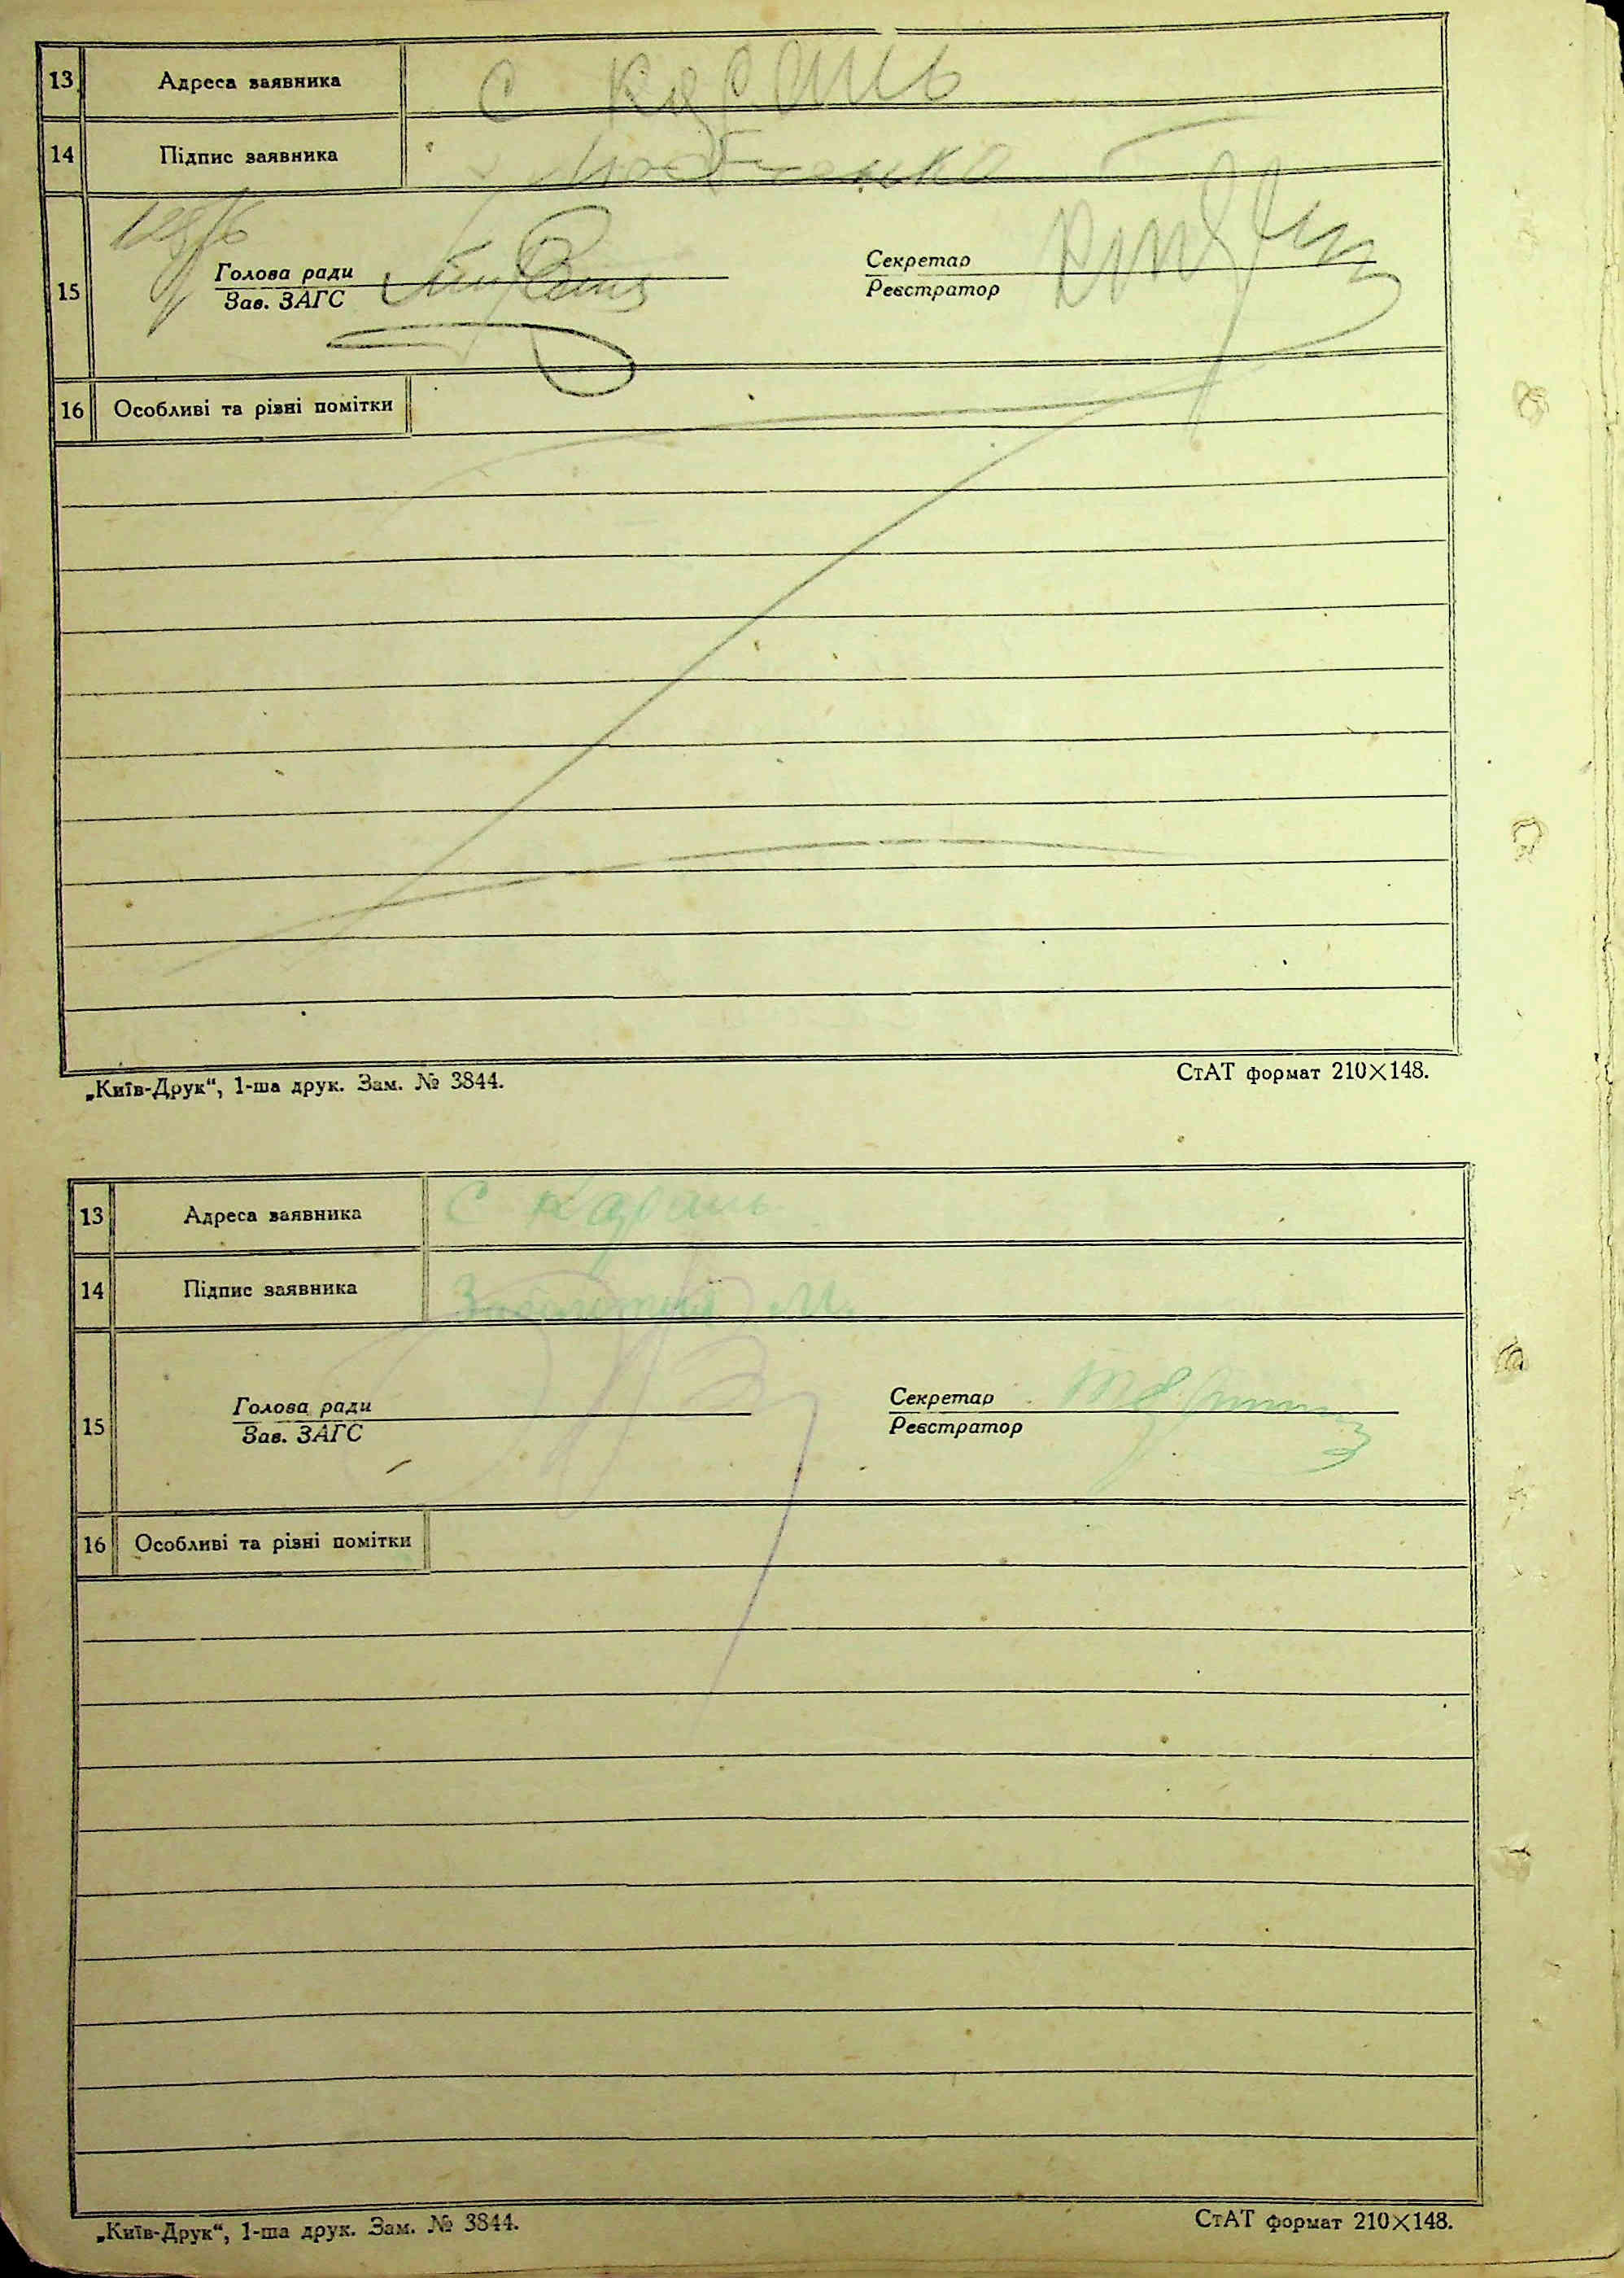 13 Адреса заявника с Карань
14 Підпис заявника
15 Голова ради Секретар
Зав. ЗАГС Реєстратор
16 Особливі та різні помітки
„Київ-Друк“, 1-ша друк. Зам. № 3844. СтАТ формат 210×148.
13 Адреса заявника С Карань
14 Підпис заявника
15 Голова ради Секретар
Зав. ЗАГС Реєстратор
16 Особливі та різні помітки
„Київ-Друк“, 1-ша друк. Зам. № 3844. СтАТ формат 210×148.